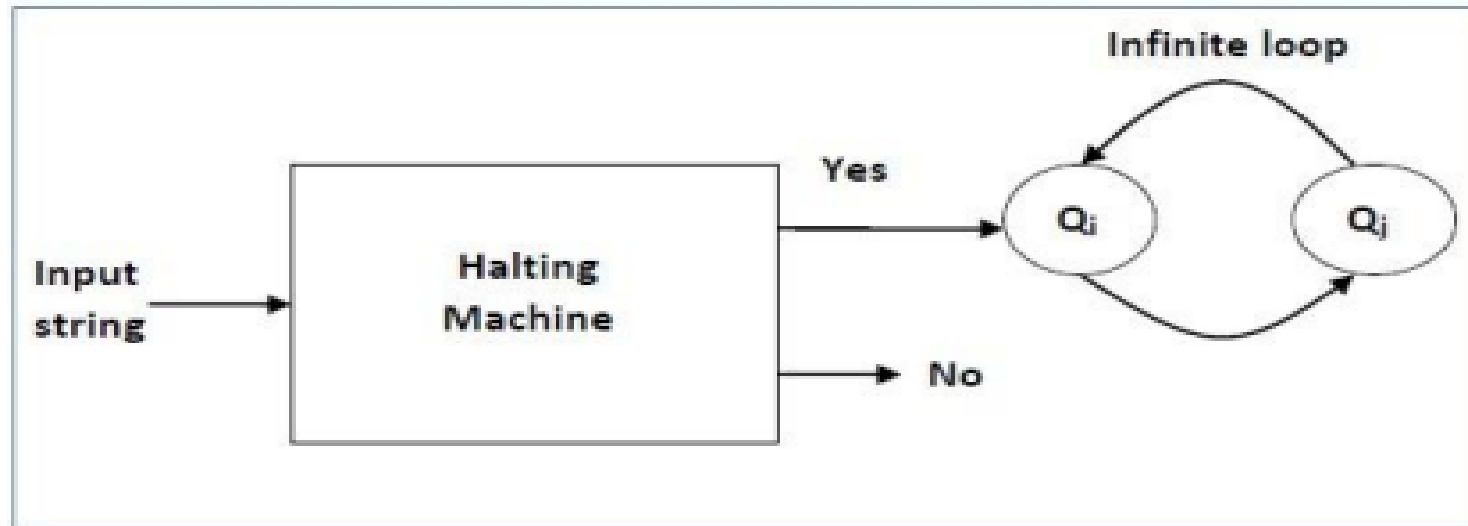 Infinite loop
Yes
Input
string
Halting
Machine
Qi
Qj
No